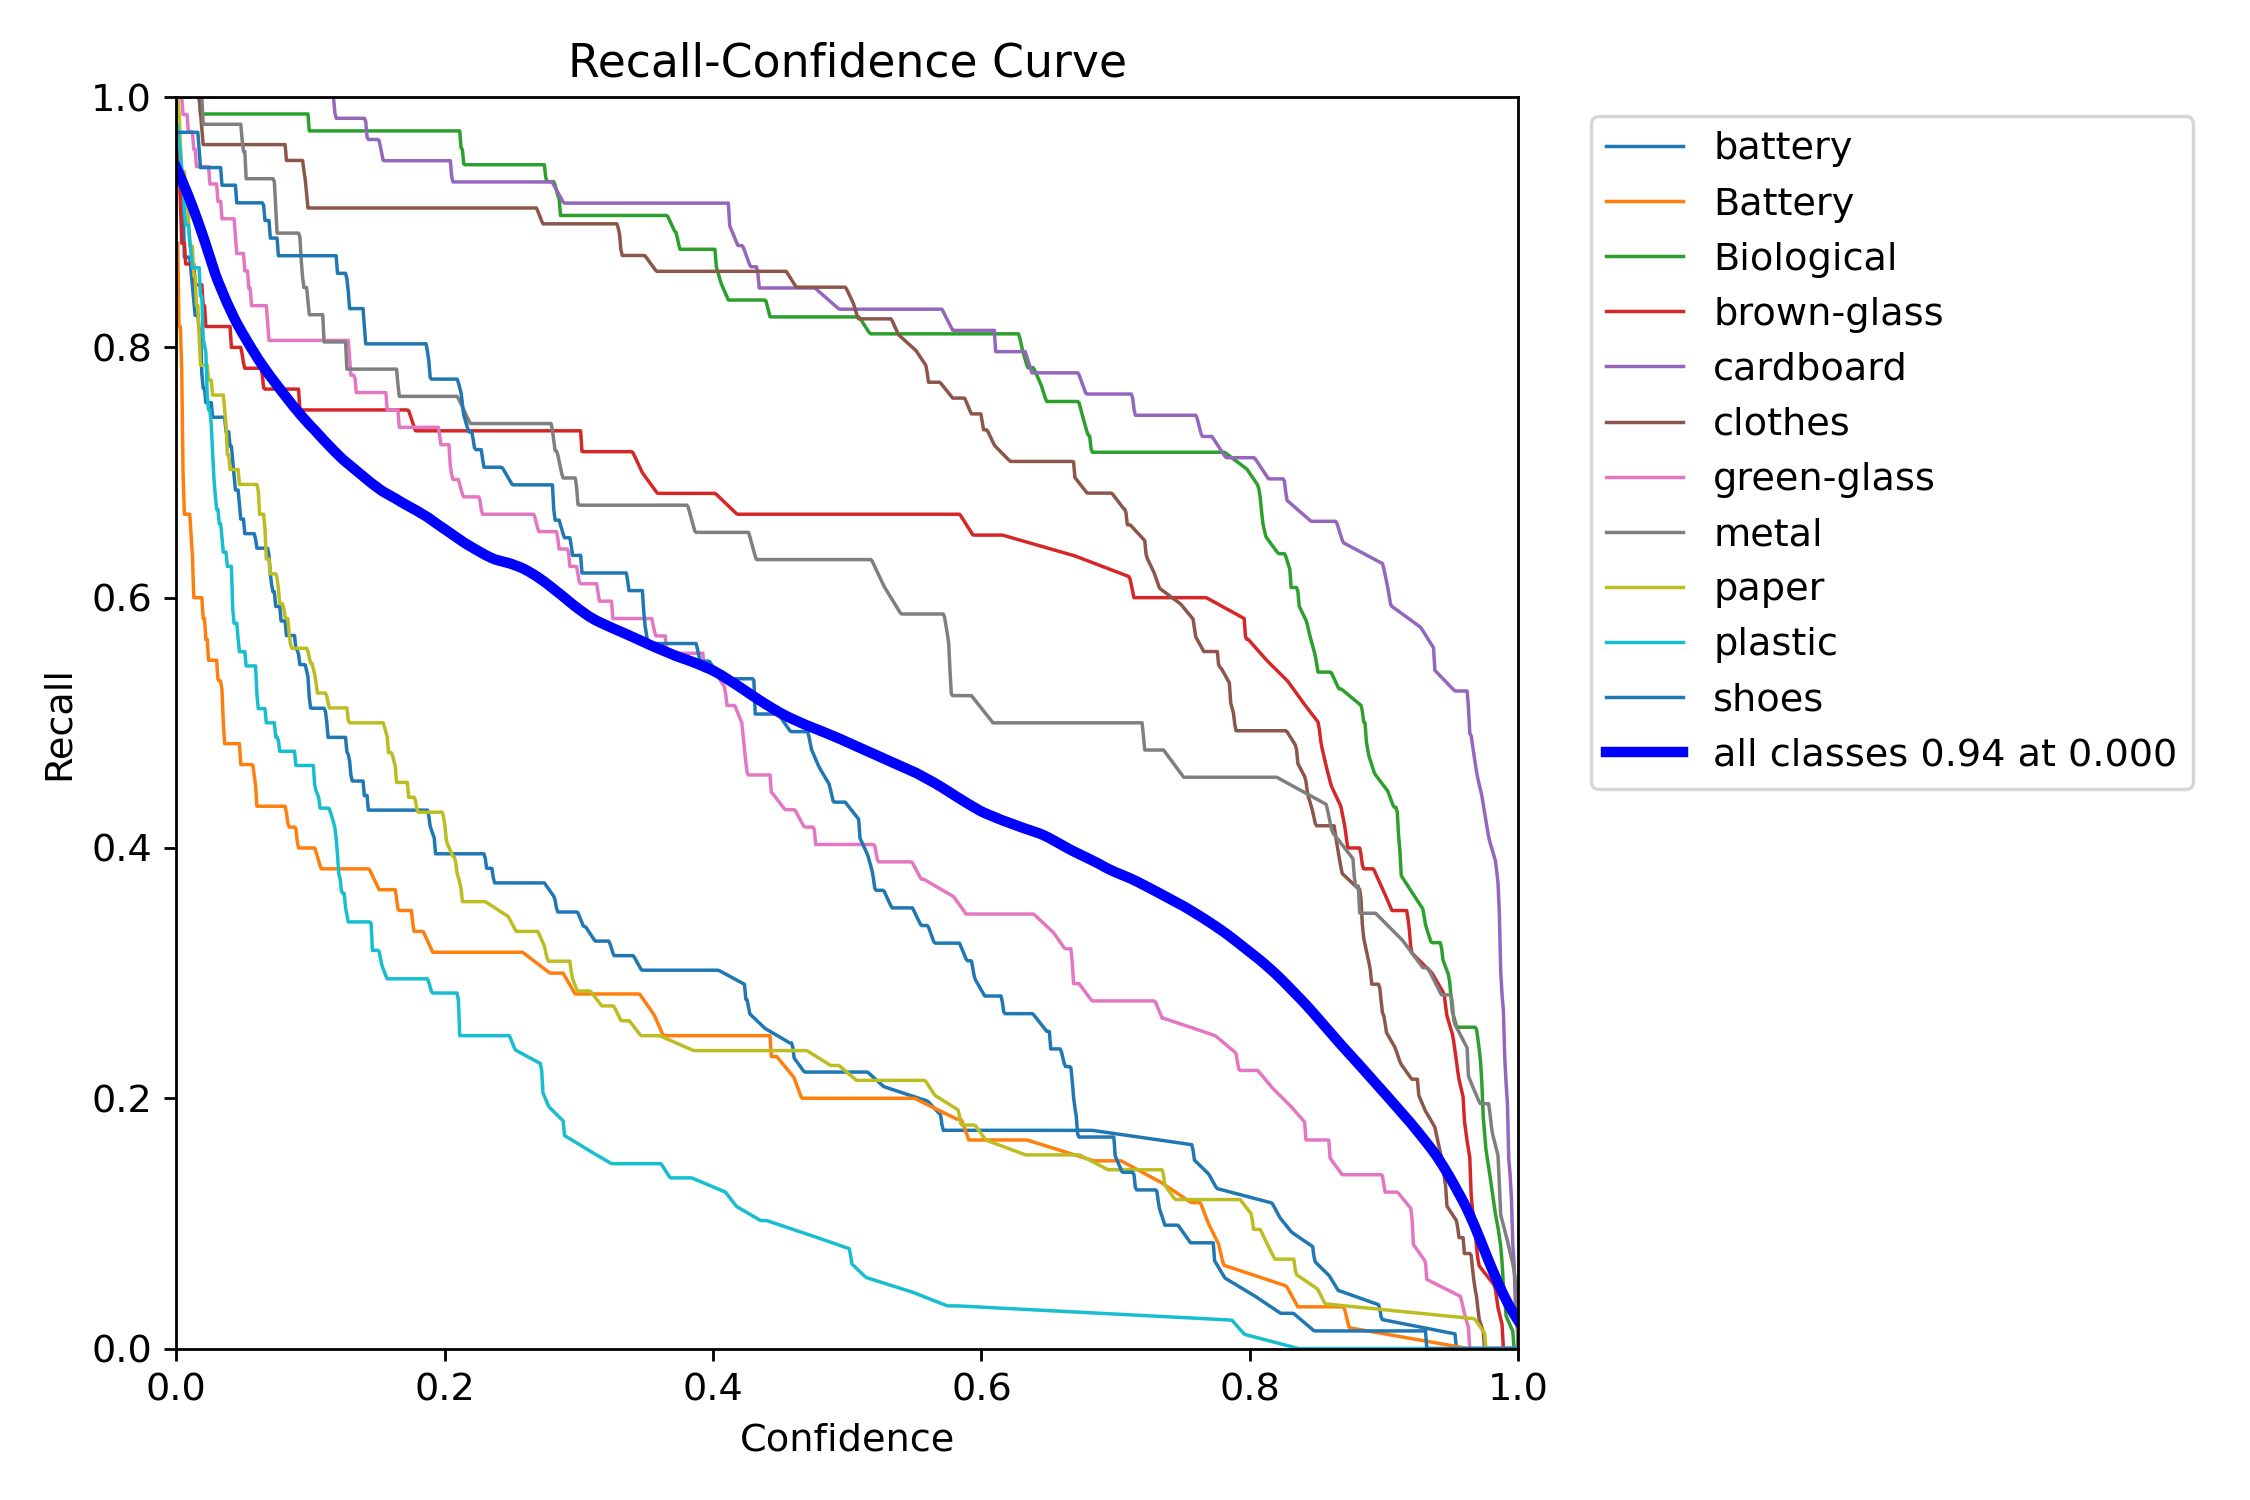 Recall-Confidence Curve
1.0
0.8
0.6
0.4
0.2
0.0
Recall
0.0 0.2 0.4 0.6 0.8 1.0
Confidence
battery
Battery
Biological
brown-glass
cardboard
clothes
green-glass
metal
paper
plastic
shoes
all classes 0.94 at 0.000